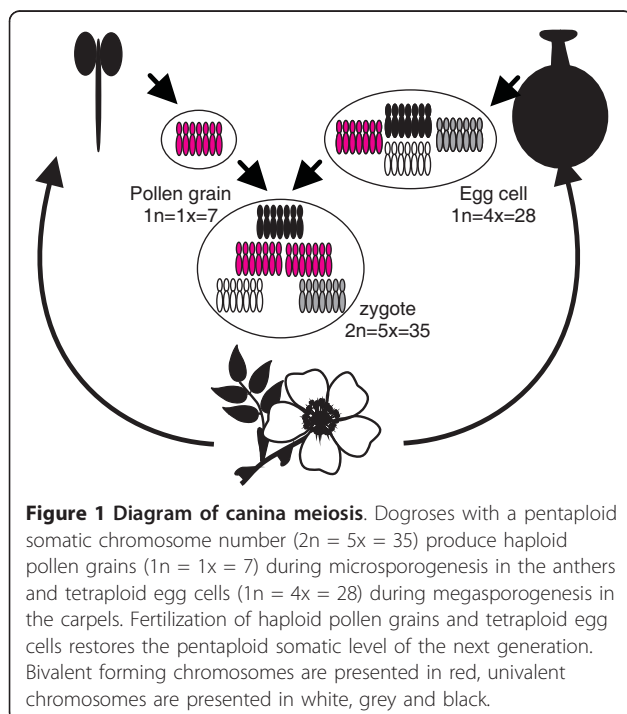 Pollen grain
1n=1x=7
Egg cell
1n=4x=28
zygote
2n=5x=35
Figure 1 Diagram of canina meiosis. Dogroses with a pentaploid
somatic chromosome number (2n = 5x = 35) produce haploid
pollen grains (1n = 1x = 7) during microsporogenesis in the anthers
and tetraploid egg cells (1n = 4x = 28) during megasporogenesis in
the carpels. Fertilization of haploid pollen grains and tetraploid egg
cells restores the pentaploid somatic level of the next generation.
Bivalent forming chromosomes are presented in red, univalent
chromosomes are presented in white, grey and black.